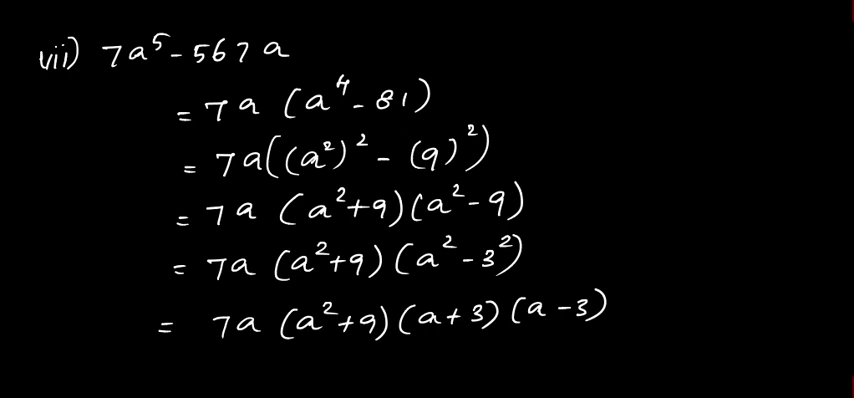 vii) 7a⁵ - 567a
= 7a (a⁴ - 81)
= 7a((a²)² - (9)²)
= 7a (a²+9)(a²-9)
= 7a (a²+9)(a²-3²)
= 7a (a²+9)(a+3)(a-3)